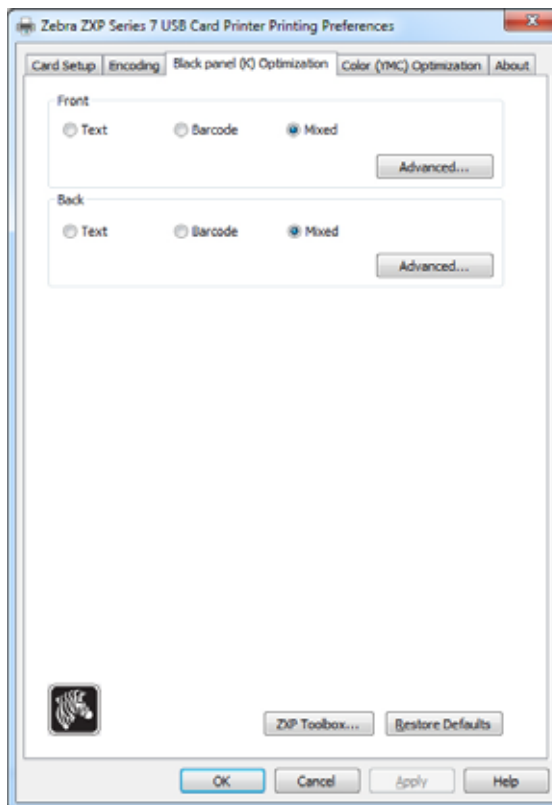 Zebra ZXP Series 7 USB Card Printer Printing Preferences
Card Setup Encoding Black panel (K) Optimization Color (YMC) Optimization About
Front
Text Barcode Mixed
Advanced...
Back
Text Barcode Mixed
Advanced...
ZXP Toolbox... Restore Defaults
OK Cancel Apply Help